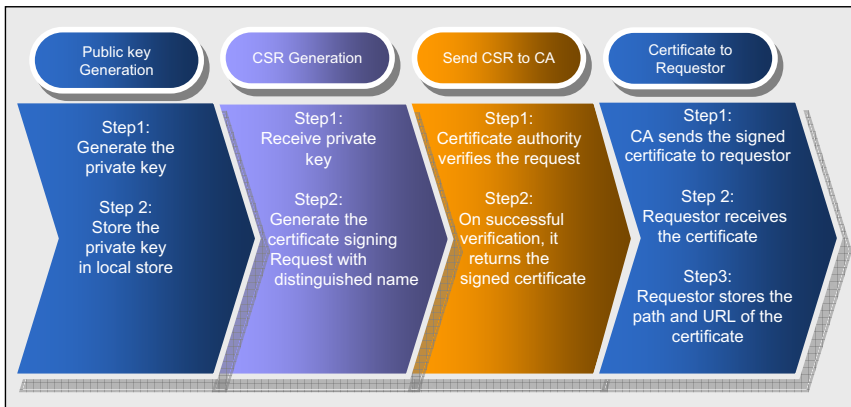 Public key
Generation
CSR Generation
Send CSR to CA
Certificate to
Requestor
Step1:
Generate the
private key
Step 2:
Store the
private key
in local store
Step1:
Receive private
key
Step2:
Generate the
certificate signing
Request with
distinguished name
Step1:
Certificate authority
verifies the request
Step2:
On successful
verification, it
returns the
signed certificate
Step1:
CA sends the signed
certificate to requestor
Step 2:
Requestor receives
the certificate
Step3:
Requestor stores the
path and URL of the
certificate